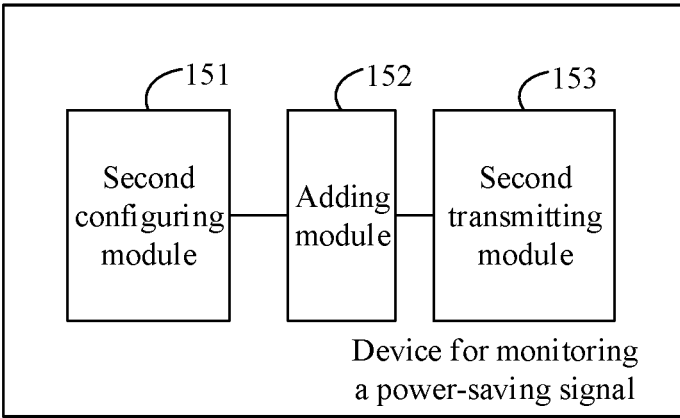 151
152
153
Second
configuring
module
Adding
module
Second
transmitting
module
Device for monitoring
a power-saving signal